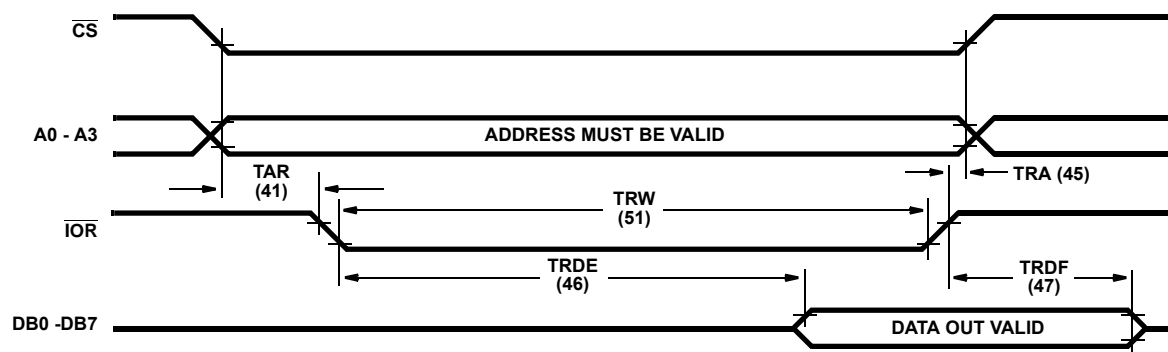 CS
A0 - A3
ADDRESS MUST BE VALID
TAR
(41)
TRA (45)
TRW
(51)
IOR
TRDE
(46)
TRDF
(47)
DB0 -DB7
DATA OUT VALID